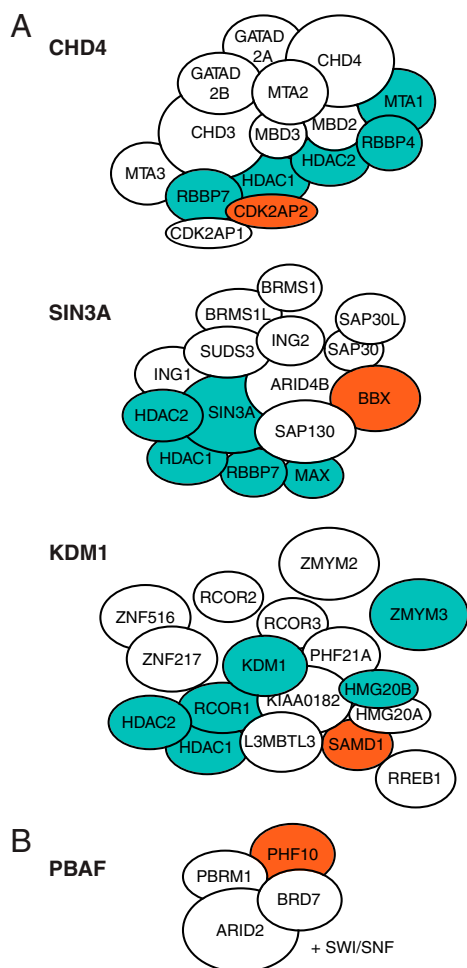 A
CHD4
GATAD
2A
CHD4
GATAD
2B
MTA2
MTA1
CHD3
MBD3
MBD2
RBBP4
HDAC2
MTA3
HDAC1
RBBP7
CDK2AP2
CDK2AP1
SIN3A
BRMS1
BRMS1L
SAP30L
ING2
SUDS3
SAP30
ING1
ARID4B
BBX
HDAC2
SIN3A
SAP130
HDAC1
RBBP7
MAX
KDM1
ZMYM2
RCOR2
ZNF516
ZMYM3
RCOR3
ZNF217
PHF21A
KDM1
HMG20B
KIAA0182
RCOR1
HMG20A
HDAC2
HDAC1
L3MBTL3
SAMD1
RREB1
B
PBAF
PHF10
PBRM1
BRD7
ARID2
+ SWI/SNF